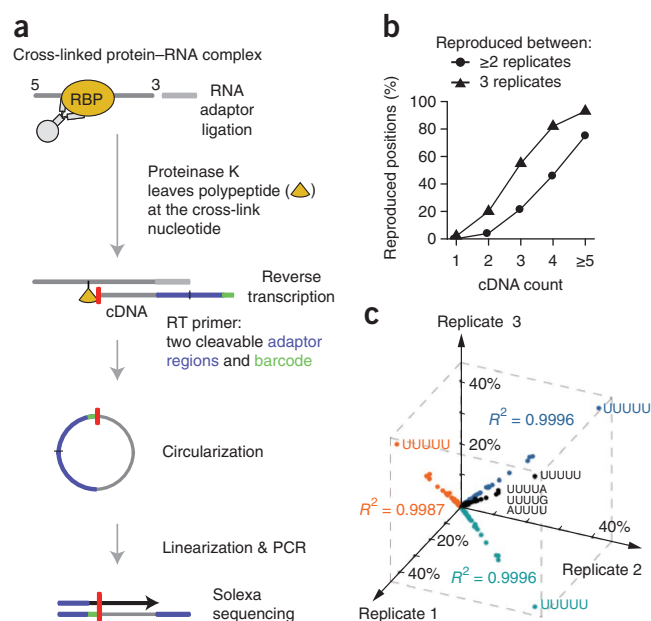 a
Cross-linked protein–RNA complex
5
RBP
3
RNA
adaptor
ligation
Proteinase K
leaves polypeptide ( )
at the cross-link
nucleotide
Reverse
transcription
cDNA
RT primer:
two cleavable adaptor
regions and barcode
Circularization
Linearization & PCR
Solexa
sequencing
b
Reproduced between:
≥2 replicates
3 replicates
Reproduced positions (%)
100
80
60
40
20
0
1 2 3 4 ≥5
cDNA count
c
Replicate 3
40%
R² = 0.9996
UUUUU
20%
UUUUU
UUUUU
UUUUA
UUUUG
AUUUU
R² = 0.9987
20%
40%
40%
R² = 0.9996
Replicate 2
UUUUU
Replicate 1